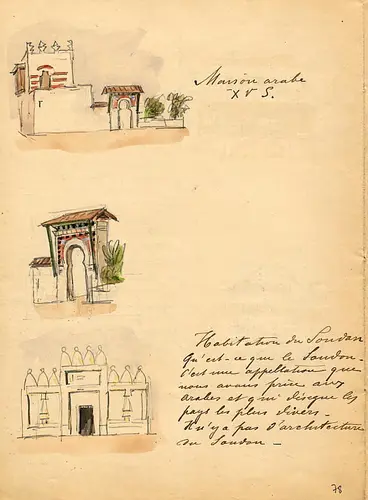 Maison arabe
XV S.
Habitation du Soudan
Qu'est-ce que le Soudan -
C'est une appellation que
nous avons prise aux
arabes et qui désigne les
pays les plus divers -
Il n'y a pas d'architecture
du Soudan -
78